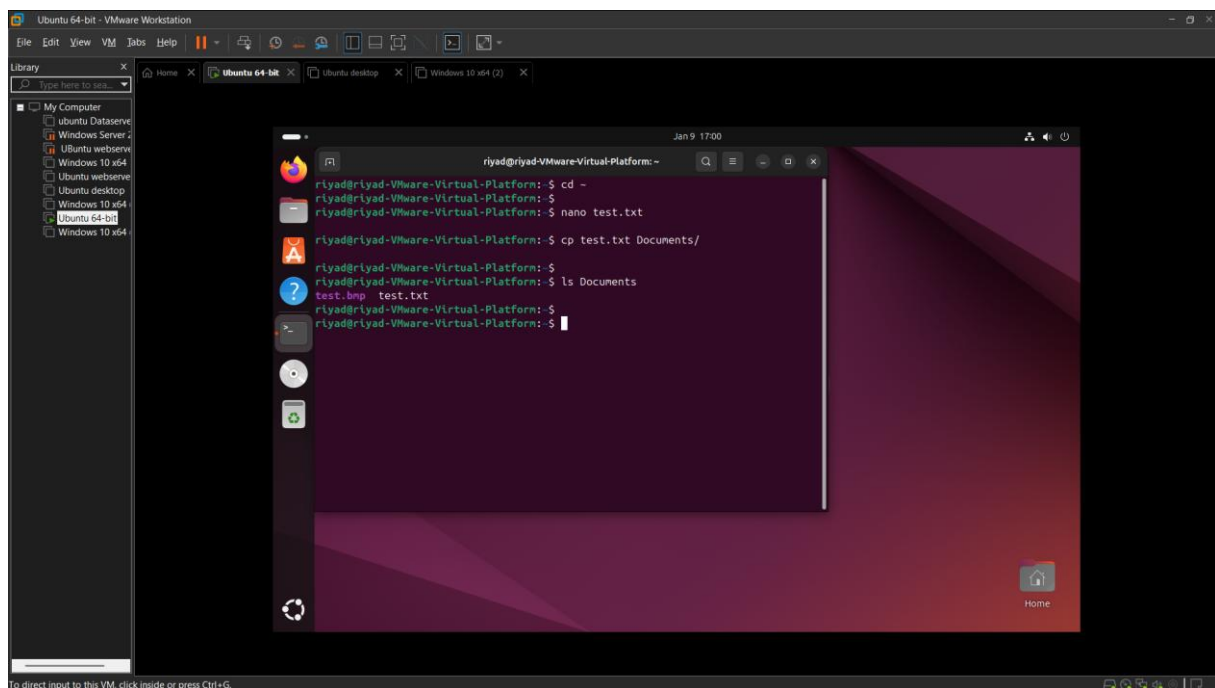 Ubuntu 64-bit - VMware Workstation
File Edit View VM Tabs Help
Library
Type here to sea...
Home Ubuntu 64-bit Ubuntu desktop Windows 10 x64 (2)
My Computer
ubuntu Dataserve
Windows Server 2
UBuntu webserve
Windows 10 x64
Ubuntu webserve
Ubuntu desktop
Windows 10 x64
Ubuntu 64-bit
Windows 10 x64
Jan 9 17:00
riyad@riyad-VMware-Virtual-Platform: ~
riyad@riyad-VMware-Virtual-Platform:~$ cd ~
riyad@riyad-VMware-Virtual-Platform:~$
riyad@riyad-VMware-Virtual-Platform:~$ nano test.txt
riyad@riyad-VMware-Virtual-Platform:~$ cp test.txt Documents/
riyad@riyad-VMware-Virtual-Platform:~$
riyad@riyad-VMware-Virtual-Platform:~$ ls Documents
test.bmp test.txt
riyad@riyad-VMware-Virtual-Platform:~$
riyad@riyad-VMware-Virtual-Platform:~$
Home
To direct input to this VM, click inside or press Ctrl+G.